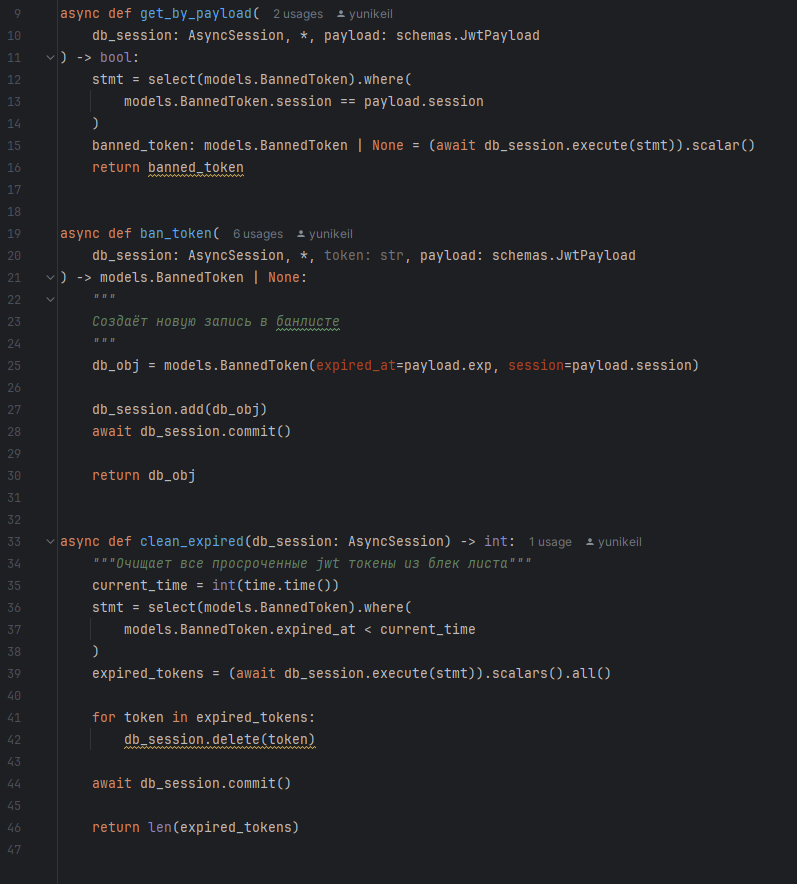 9 async def get_by_payload( 2 usages yunikeil
10     db_session: AsyncSession, *, payload: schemas.JwtPayload
11 ) -> bool:
12     stmt = select(models.BannedToken).where(
13         models.BannedToken.session == payload.session
14     )
15     banned_token: models.BannedToken | None = (await db_session.execute(stmt)).scalar()
16     return banned_token
17
18
19 async def ban_token( 6 usages yunikeil
20     db_session: AsyncSession, *, token: str, payload: schemas.JwtPayload
21 ) -> models.BannedToken | None:
22     """
23     Создаёт новую запись в банлисте
24     """
25     db_obj = models.BannedToken(expired_at=payload.exp, session=payload.session)
26
27     db_session.add(db_obj)
28     await db_session.commit()
29
30     return db_obj
31
32
33 async def clean_expired(db_session: AsyncSession) -> int: 1 usage yunikeil
34     """Очищает все просроченные jwt токены из блек листа"""
35     current_time = int(time.time())
36     stmt = select(models.BannedToken).where(
37         models.BannedToken.expired_at < current_time
38     )
39     expired_tokens = (await db_session.execute(stmt)).scalars().all()
40
41     for token in expired_tokens:
42         db_session.delete(token)
43
44     await db_session.commit()
45
46     return len(expired_tokens)
47